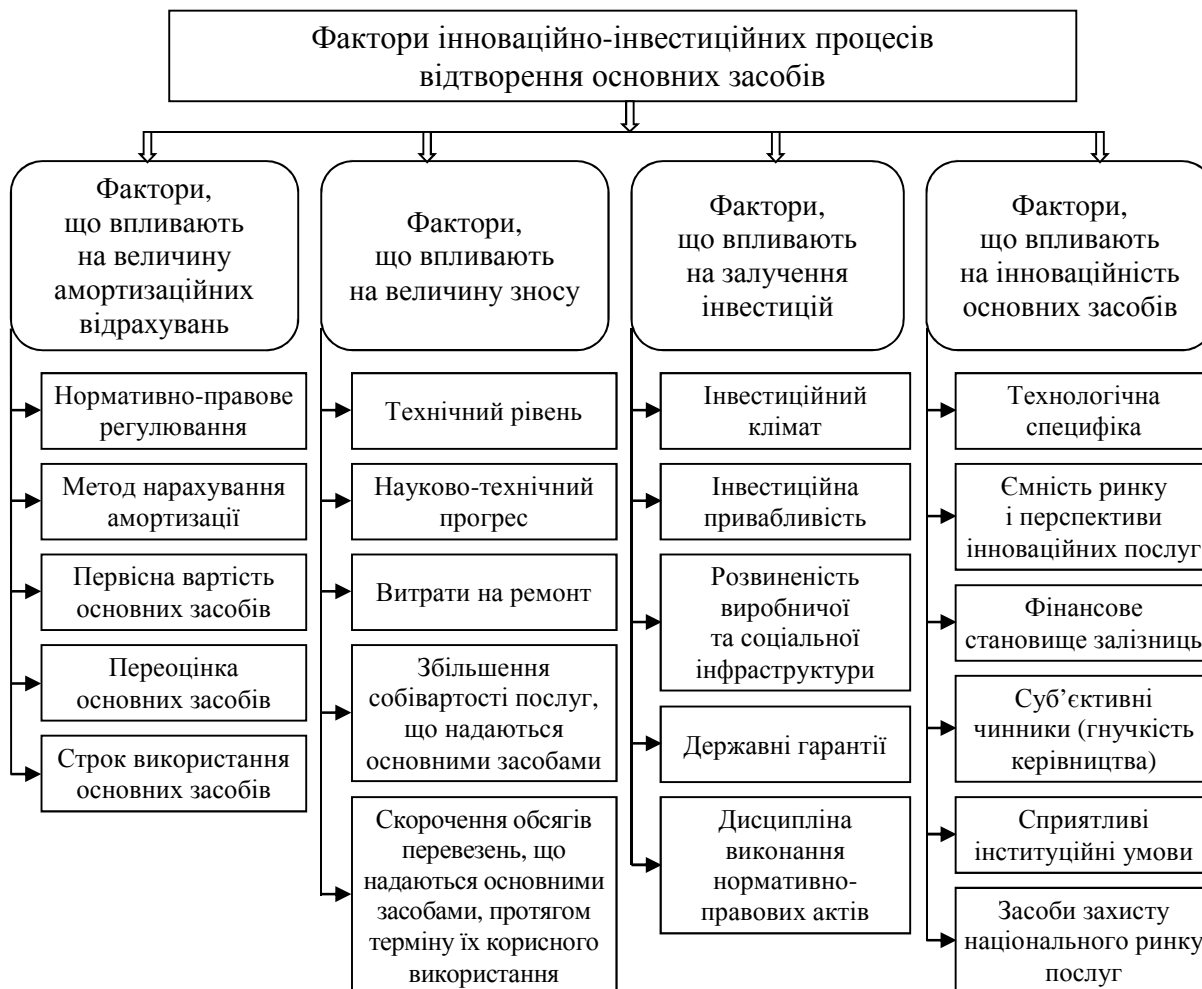 Фактори інноваційно-інвестиційних процесів
відтворення основних засобів
Фактори,
що впливають
на величину
амортизаційних
відрахувань
Нормативно-правове
регулювання
Метод нарахування
амортизації
Первісна вартість
основних засобів
Переоцінка
основних засобів
Строк використання
основних засобів
Фактори,
що впливають
на величину зносу
Технічний рівень
Науково-технічний
прогрес
Витрати на ремонт
Збільшення
собівартості послуг,
що надаються
основними засобами
Скорочення обсягів
перевезень, що
надаються основними
засобами, протягом
терміну їх корисного
використання
Фактори,
що впливають
на залучення
інвестицій
Інвестиційний
клімат
Інвестиційна
привабливість
Розвиненість
виробничої
та соціальної
інфраструктури
Державні гарантії
Дисципліна
виконання
нормативно-
правових актів
Фактори,
що впливають
на інноваційність
основних засобів
Технологічна
специфіка
Ємність ринку
і перспективи
інноваційних послуг
Фінансове
становище залізниць
Суб’єктивні
чинники (гнучкість
керівництва)
Сприятливі
інституційні умови
Засоби захисту
національного ринку
послуг